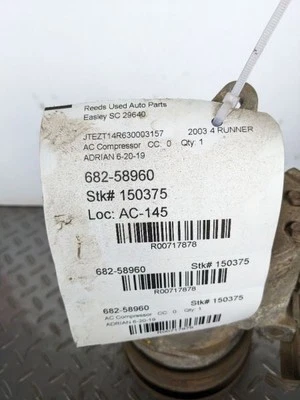 Reeds Used Auto Parts
Easley SC 29640
JTEZT14R630003157 2003 4 RUNNER
AC Compressor CC: 0 Qty: 1
ADRIAN 6-20-19
682-58960
Stk# 150375
Loc: AC-145
R00717878
682-58960 Stk# 150375
682-58960 Stk# 150375
AC Compressor CC: 0 Qty: 1
ADRIAN 6-20-19